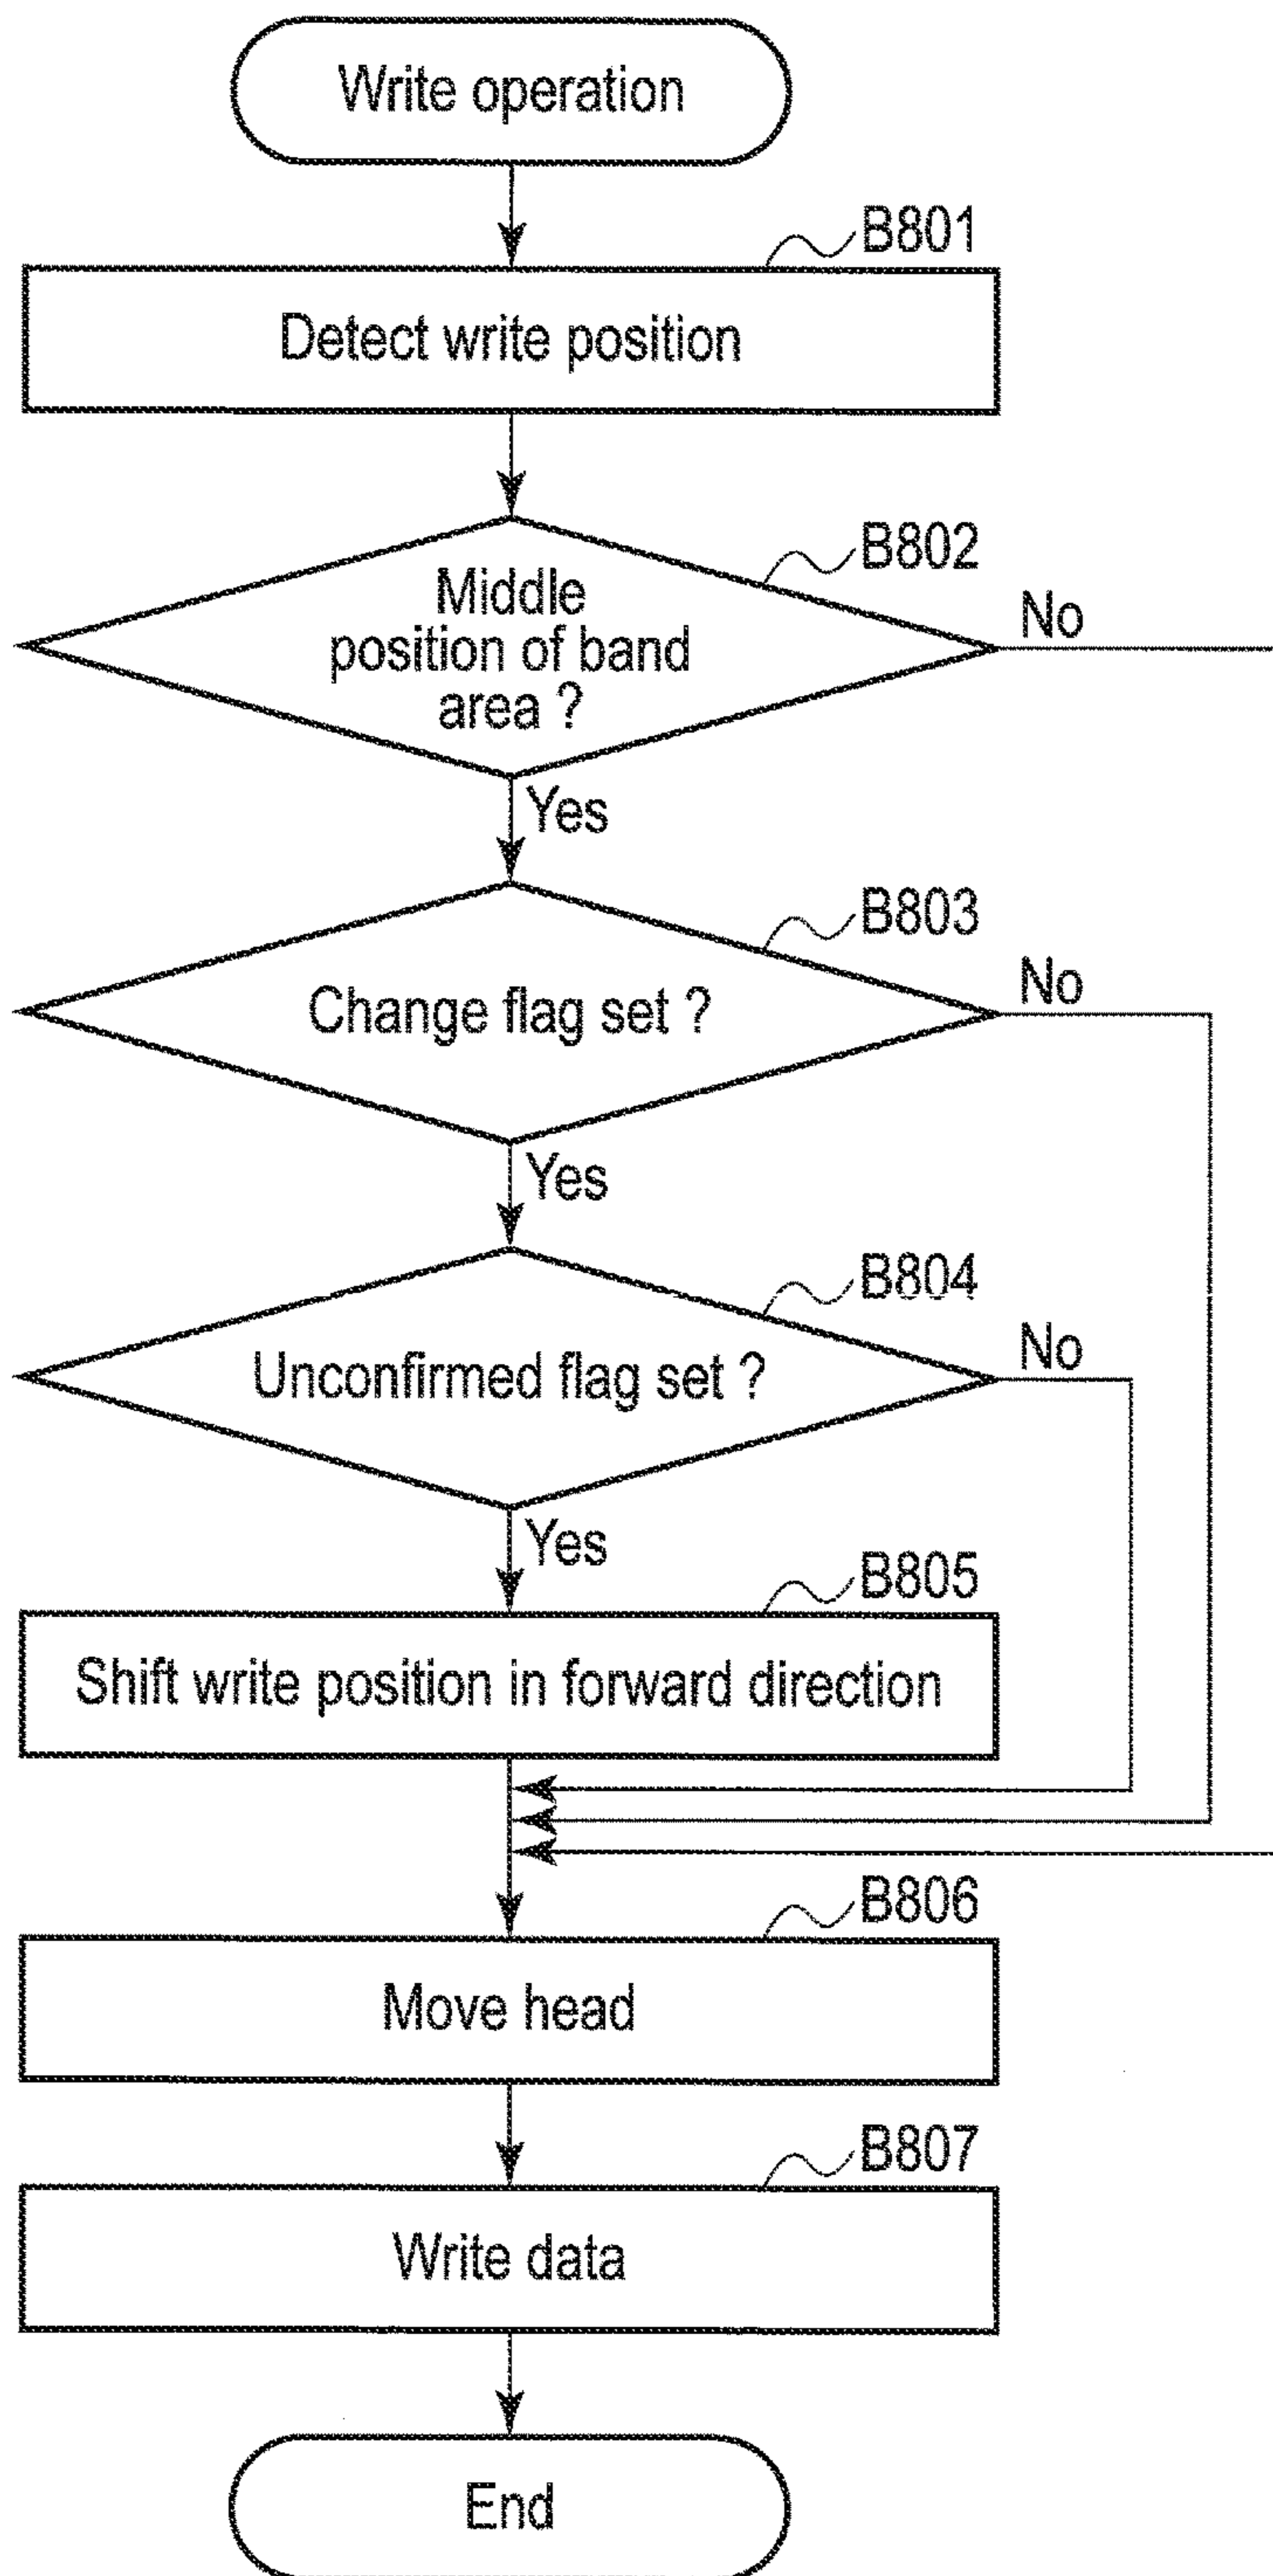 Write operation
B801
Detect write position
B802
Middle
position of band
area ?
No
Yes
B803
Change flag set ?
No
Yes
B804
Unconfirmed flag set ?
No
Yes
B805
Shift write position in forward direction
B806
Move head
B807
Write data
End